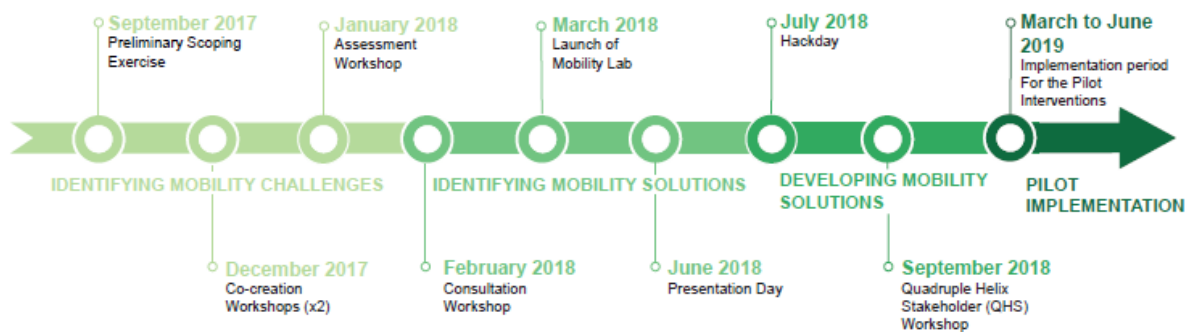 September 2017
Preliminary Scoping
Exercise
January 2018
Assessment
Workshop
March 2018
Launch of
Mobility Lab
July 2018
Hackday
March to June
2019
Implementation period
For the Pilot
Interventions
IDENTIFYING MOBILITY CHALLENGES
IDENTIFYING MOBILITY SOLUTIONS
DEVELOPING MOBILITY
SOLUTIONS
PILOT
IMPLEMENTATION
December 2017
Co-creation
Workshops (x2)
February 2018
Consultation
Workshop
June 2018
Presentation Day
September 2018
Quadruple Helix
Stakeholder (QHS)
Workshop